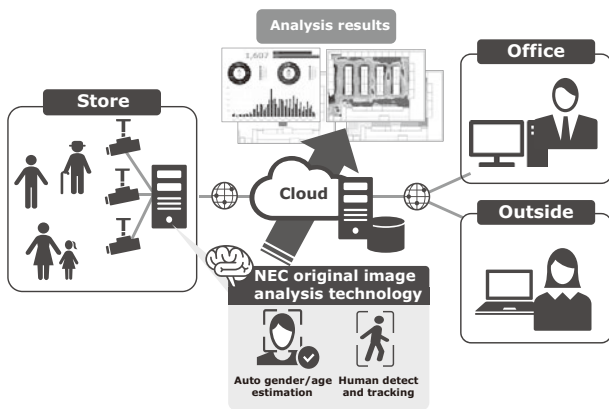 Analysis results
1,607
Store
Office
Cloud
Outside
NEC original image
analysis technology
Auto gender/age
estimation
Human detect
and tracking